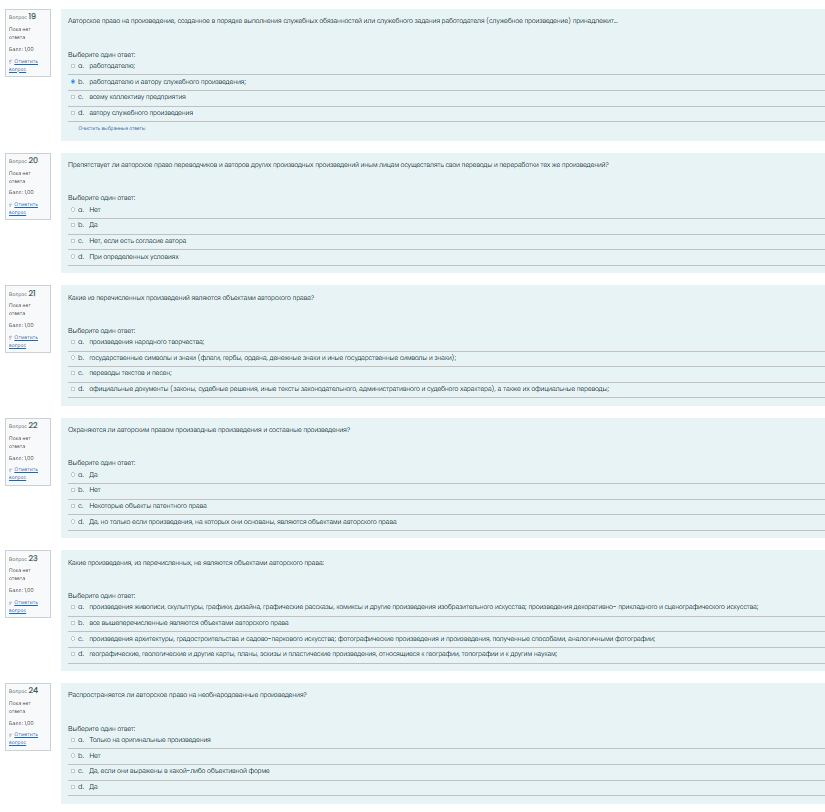 Вопрос 19
Пока нет
ответа
Балл: 1,00
Отметить
вопрос
Авторское право на произведение, созданное в порядке выполнения служебных обязанностей или служебного задания работодателя (служебное произведение) принадлежит...
Выберите один ответ:
a. работодателю;
b. работодателю и автору служебного произведения;
c. всему коллективу предприятия
d. автору служебного произведения
Очистить выбранные ответы
Вопрос 20
Пока нет
ответа
Балл: 1,00
Отметить
вопрос
Препятствует ли авторское право переводчиков и авторов других производных произведений иным лицам осуществлять свои переводы и переработки тех же произведений?
Выберите один ответ:
a. Нет
b. Да
c. Нет, если есть согласие автора
d. При определенных условиях
Вопрос 21
Пока нет
ответа
Балл: 1,00
Отметить
вопрос
Какие из перечисленных произведений являются объектами авторского права?
Выберите один ответ:
a. произведения народного творчества;
b. государственные символы и знаки (флаги, гербы, ордена, денежные знаки и иные государственные символы и знаки);
c. переводы текстов и песен;
d. официальные документы (законы, судебные решения, иные тексты законодательного, административного и судебного характера), а также их официальные переводы;
Вопрос 22
Пока нет
ответа
Балл: 1,00
Отметить
вопрос
Охраняются ли авторским правом производные произведения и составные произведения?
Выберите один ответ:
a. Да
b. Нет
c. Некоторые объекты патентного права
d. Да, но только если произведения, на которых они основаны, являются объектами авторского права
Вопрос 23
Пока нет
ответа
Балл: 1,00
Отметить
вопрос
Какие произведения, из перечисленных, не являются объектами авторского права:
Выберите один ответ:
a. произведения живописи, скульптуры, графики, дизайна, графические рассказы, комиксы и другие произведения изобразительного искусства; произведения декоративно- прикладного и сценографического искусства;
b. все вышеперечисленные являются объектами авторского права
c. произведения архитектуры, градостроительства и садово-паркового искусства; фотографические произведения и произведения, полученные способами, аналогичными фотографии;
d. географические, геологические и другие карты, планы, эскизы и пластические произведения, относящиеся к географии, топографии и к другим наукам;
Вопрос 24
Пока нет
ответа
Балл: 1,00
Отметить
вопрос
Распространяется ли авторское право на необнародованные произведения?
Выберите один ответ:
a. Только на оригинальные произведения
b. Нет
c. Да, если они выражены в какой-либо объективной форме
d. Да